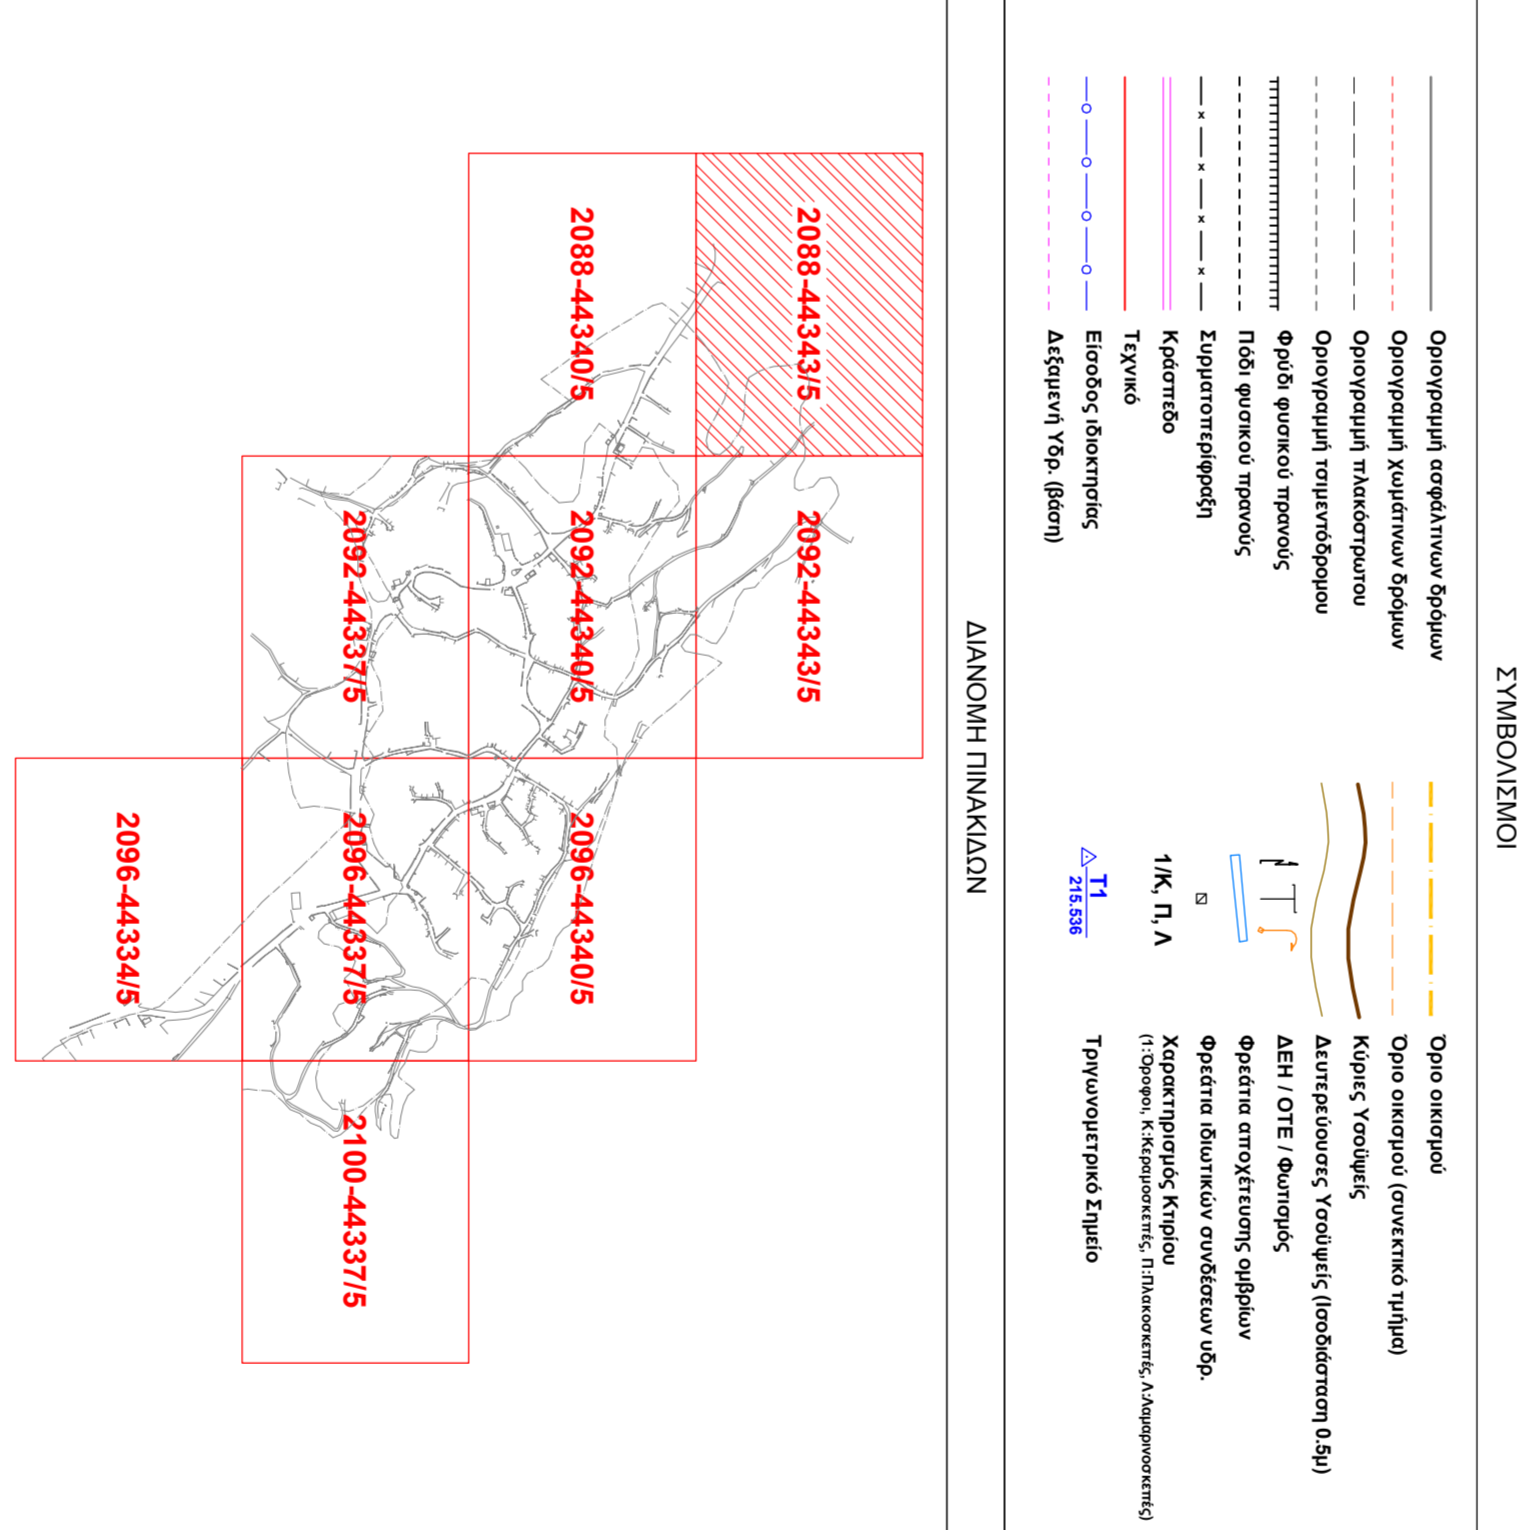 ΣΥΜΒΟΛΙΣΜΟΙ
Οριογραμμή ασφάλτινων δρόμων
Οριογραμμή χωμάτινων δρόμων
Οριογραμμή πλακόστρωτου
Οριογραμμή τσιμεντόδρομου
Φρύδι φυσικού πρανούς
Πόδι φυσικού πρανούς
Συρματοπερίφραξη
Κράσπεδο
Τεχνικό
Είσοδος ιδιοκτησίας
Δεξαμενή Υδρ. (βάση)
Όριο οικισμού
Όριο οικισμού (συνεκτικό τμήμα)
Κύριες Υσοϋψείς
Δευτερεύουσες Υσοϋψείς (Ισοδιάσταση 0.5μ)
ΔΕΗ / ΟΤΕ / Φωτισμός
Φρεάτια αποχέτευσης ομβρίων
Φρεάτια ιδιωτικών συνδέσεων υδρ.
1/Κ, Π, Λ
Χαρακτηρισμός Κτιρίου
(1:Όροφοι, Κ:Κεραμοσκεπές, Π:Πλακοσκεπές, Λ:Λαμαρινοσκεπές)
T1
215.536
Τριγωνομετρικό Σημείο
ΔΙΑΝΟΜΗ ΠΙΝΑΚΙΔΩΝ
2088-44343/5
2092-44343/5
2088-44340/5
2092-44340/5
2096-44340/5
2092-44337/5
2096-44337/5
2100-44337/5
2096-44334/5